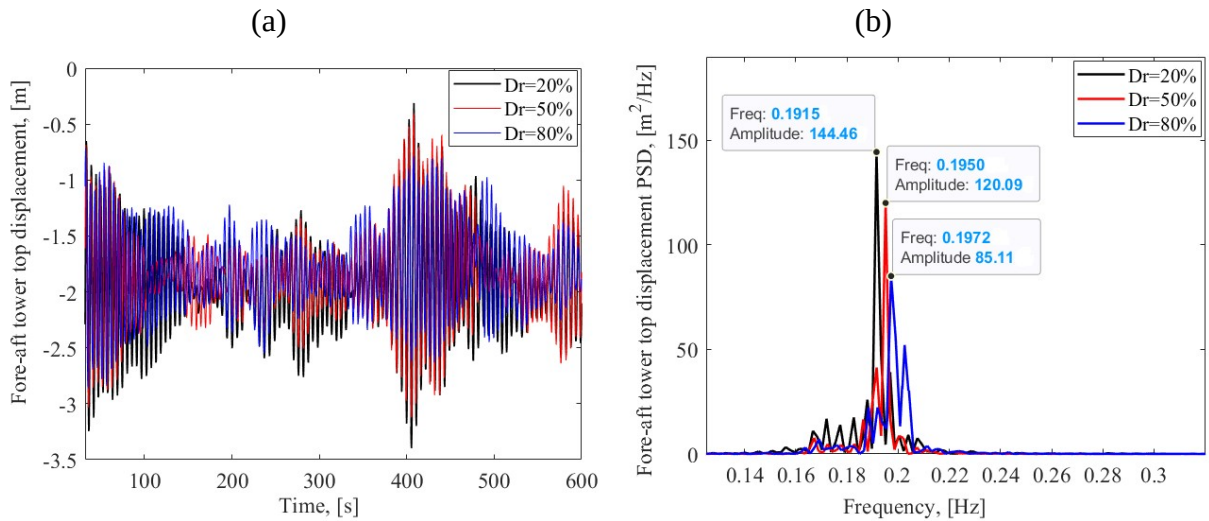 (a)
Fore-aft tower top displacement, [m]
0
-0.5
-1
-1.5
-2
-2.5
-3
-3.5
100
200
300
400
500
600
Time, [s]
Dr=20%
Dr=50%
Dr=80%
(b)
Fore-aft tower top displacement PSD, [m²/Hz]
150
100
50
0
0.14
0.16
0.18
0.2
0.22
0.24
0.26
0.28
0.3
Frequency, [Hz]
Dr=20%
Dr=50%
Dr=80%
Freq: 0.1915
Amplitude: 144.46
Freq: 0.1950
Amplitude: 120.09
Freq: 0.1972
Amplitude 85.11